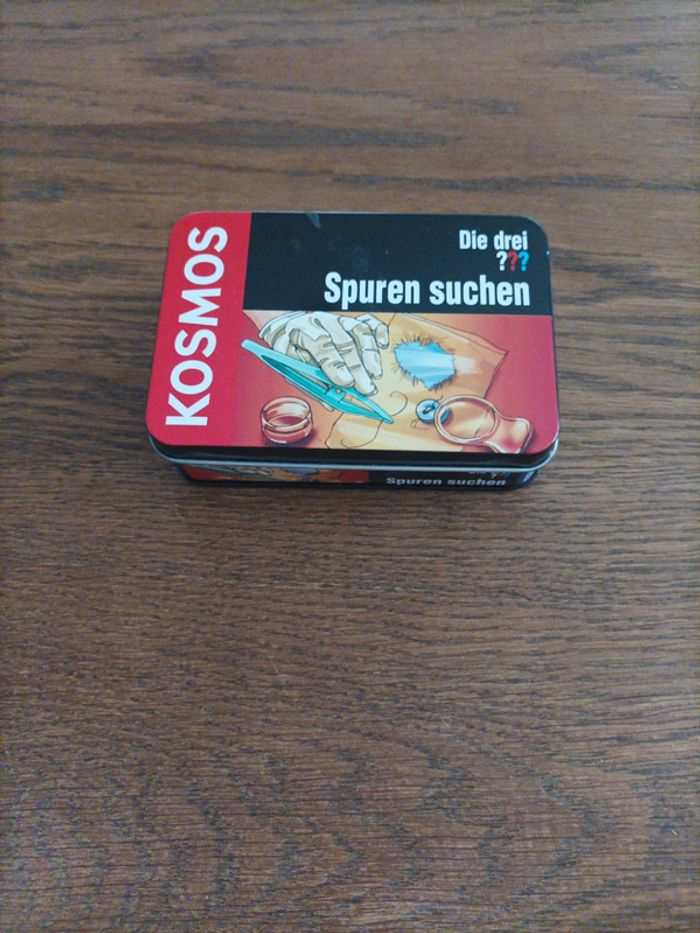 KOSMOS
Die drei
???
Spuren suchen
Spuren suchen